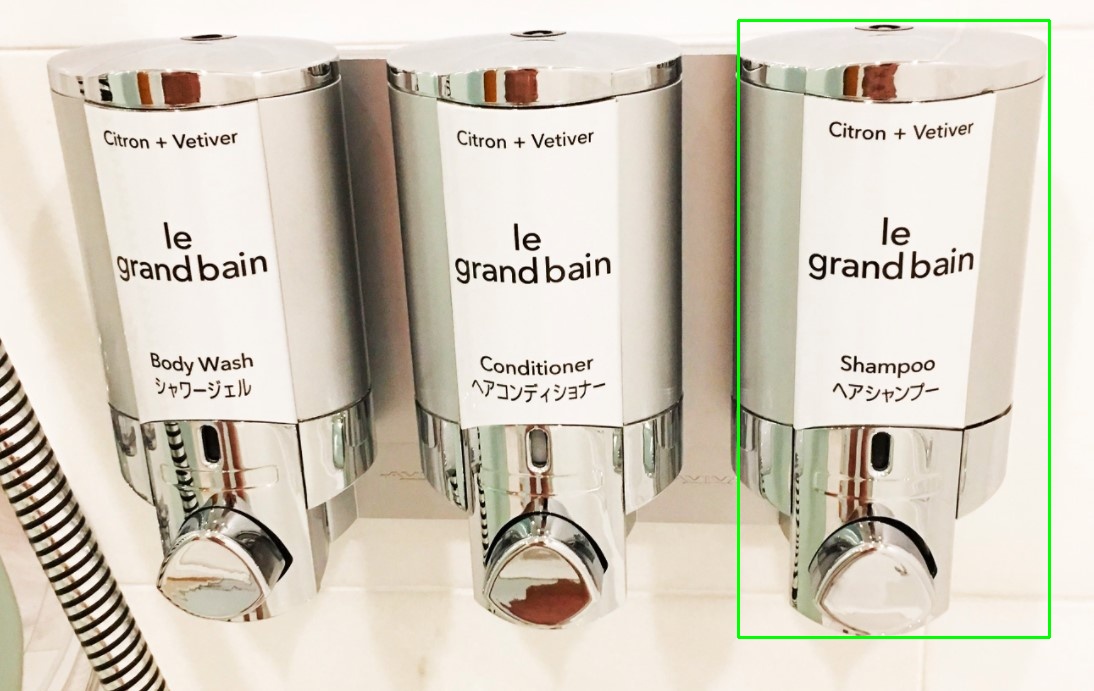 Citron + Vetiver
le
grand bain
Body Wash
シャワージェル
Citron + Vetiver
le
grand bain
Conditioner
ヘアコンディショナー
Citron + Vetiver
le
grand bain
Shampoo
ヘアシャンプー